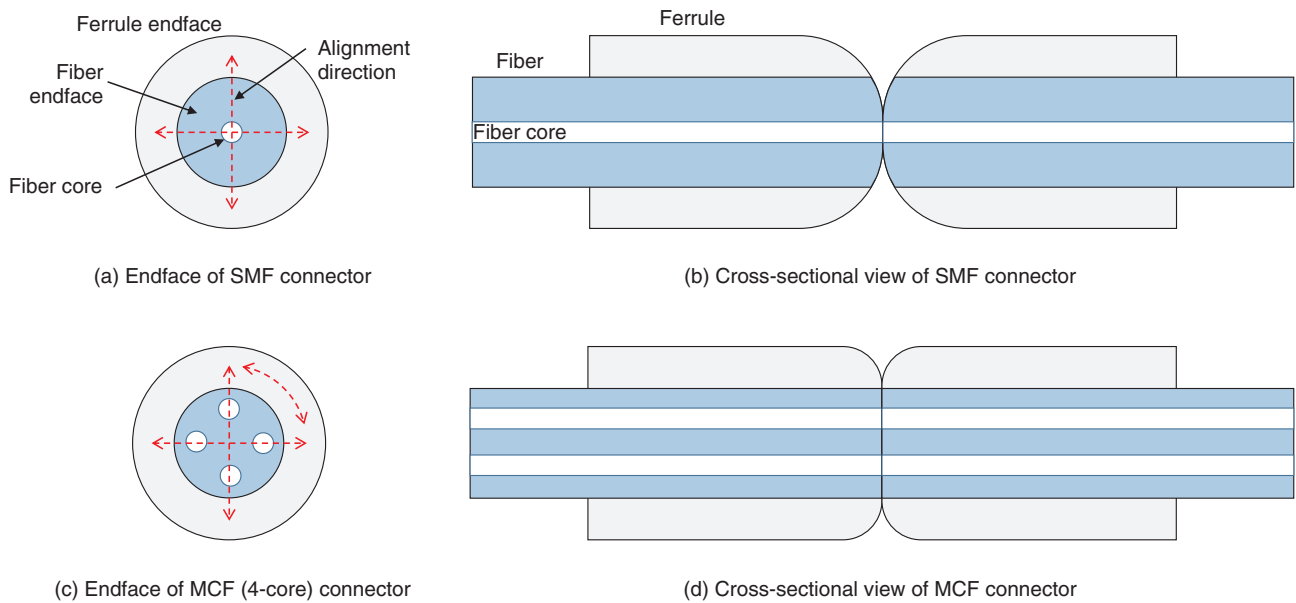 Ferrule endface
Alignment
direction
Fiber
endface
Fiber core
(a) Endface of SMF connector
Ferrule
Fiber
Fiber core
(b) Cross-sectional view of SMF connector
(c) Endface of MCF (4-core) connector
(d) Cross-sectional view of MCF connector